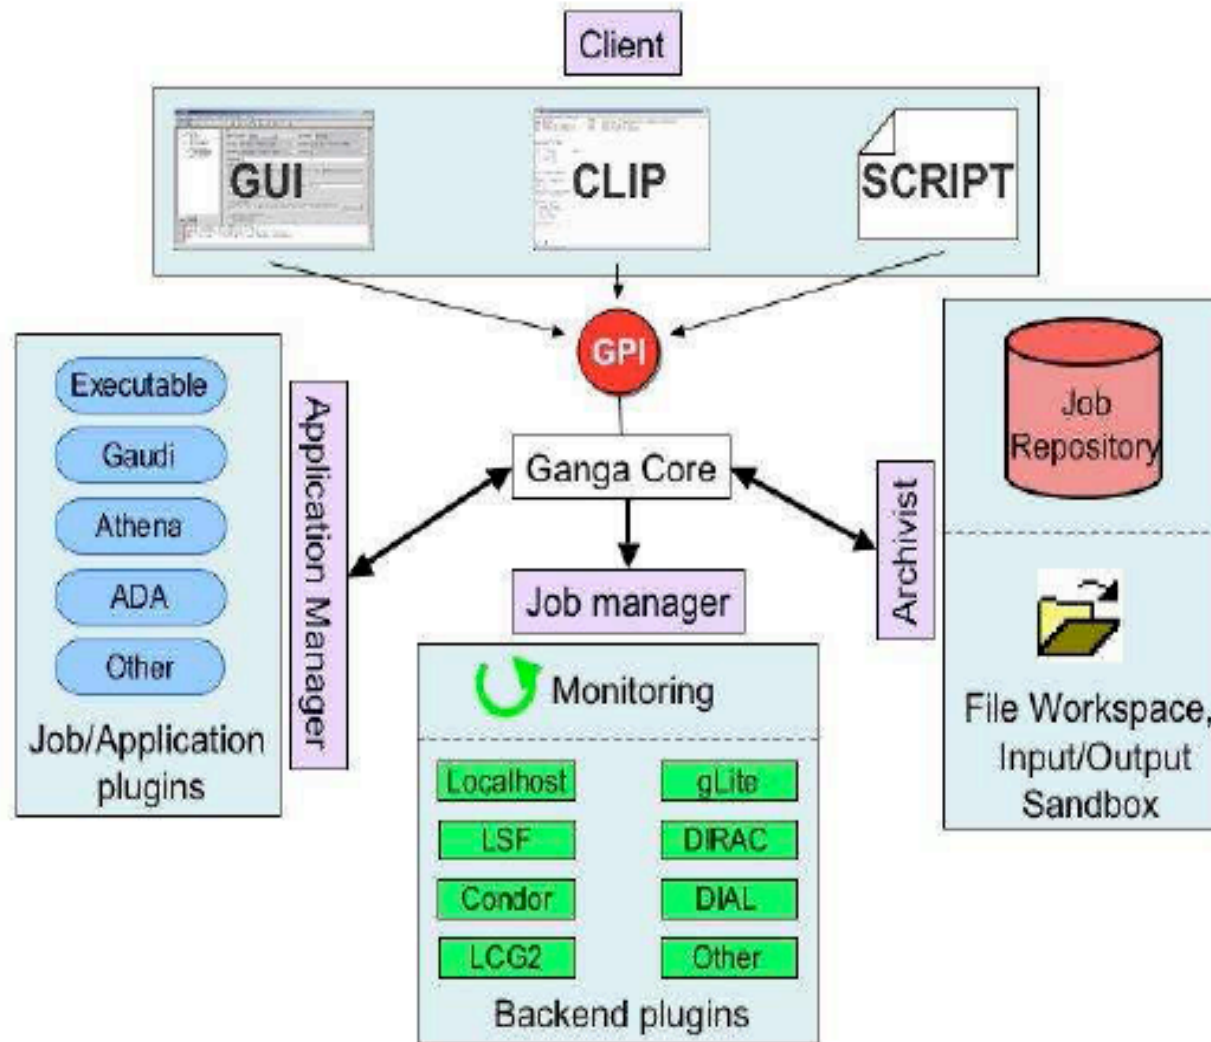 Client
GUI
CLIP
SCRIPT
GPI
Executable
Gaudi
Athena
ADA
Other
Job/Application
plugins
Application Manager
Ganga Core
Job manager
Monitoring
Localhost
gLite
LSF
DIRAC
Condor
DIAL
LCG2
Other
Backend plugins
Archivist
Job
Repository
File Workspace,
Input/Output
Sandbox